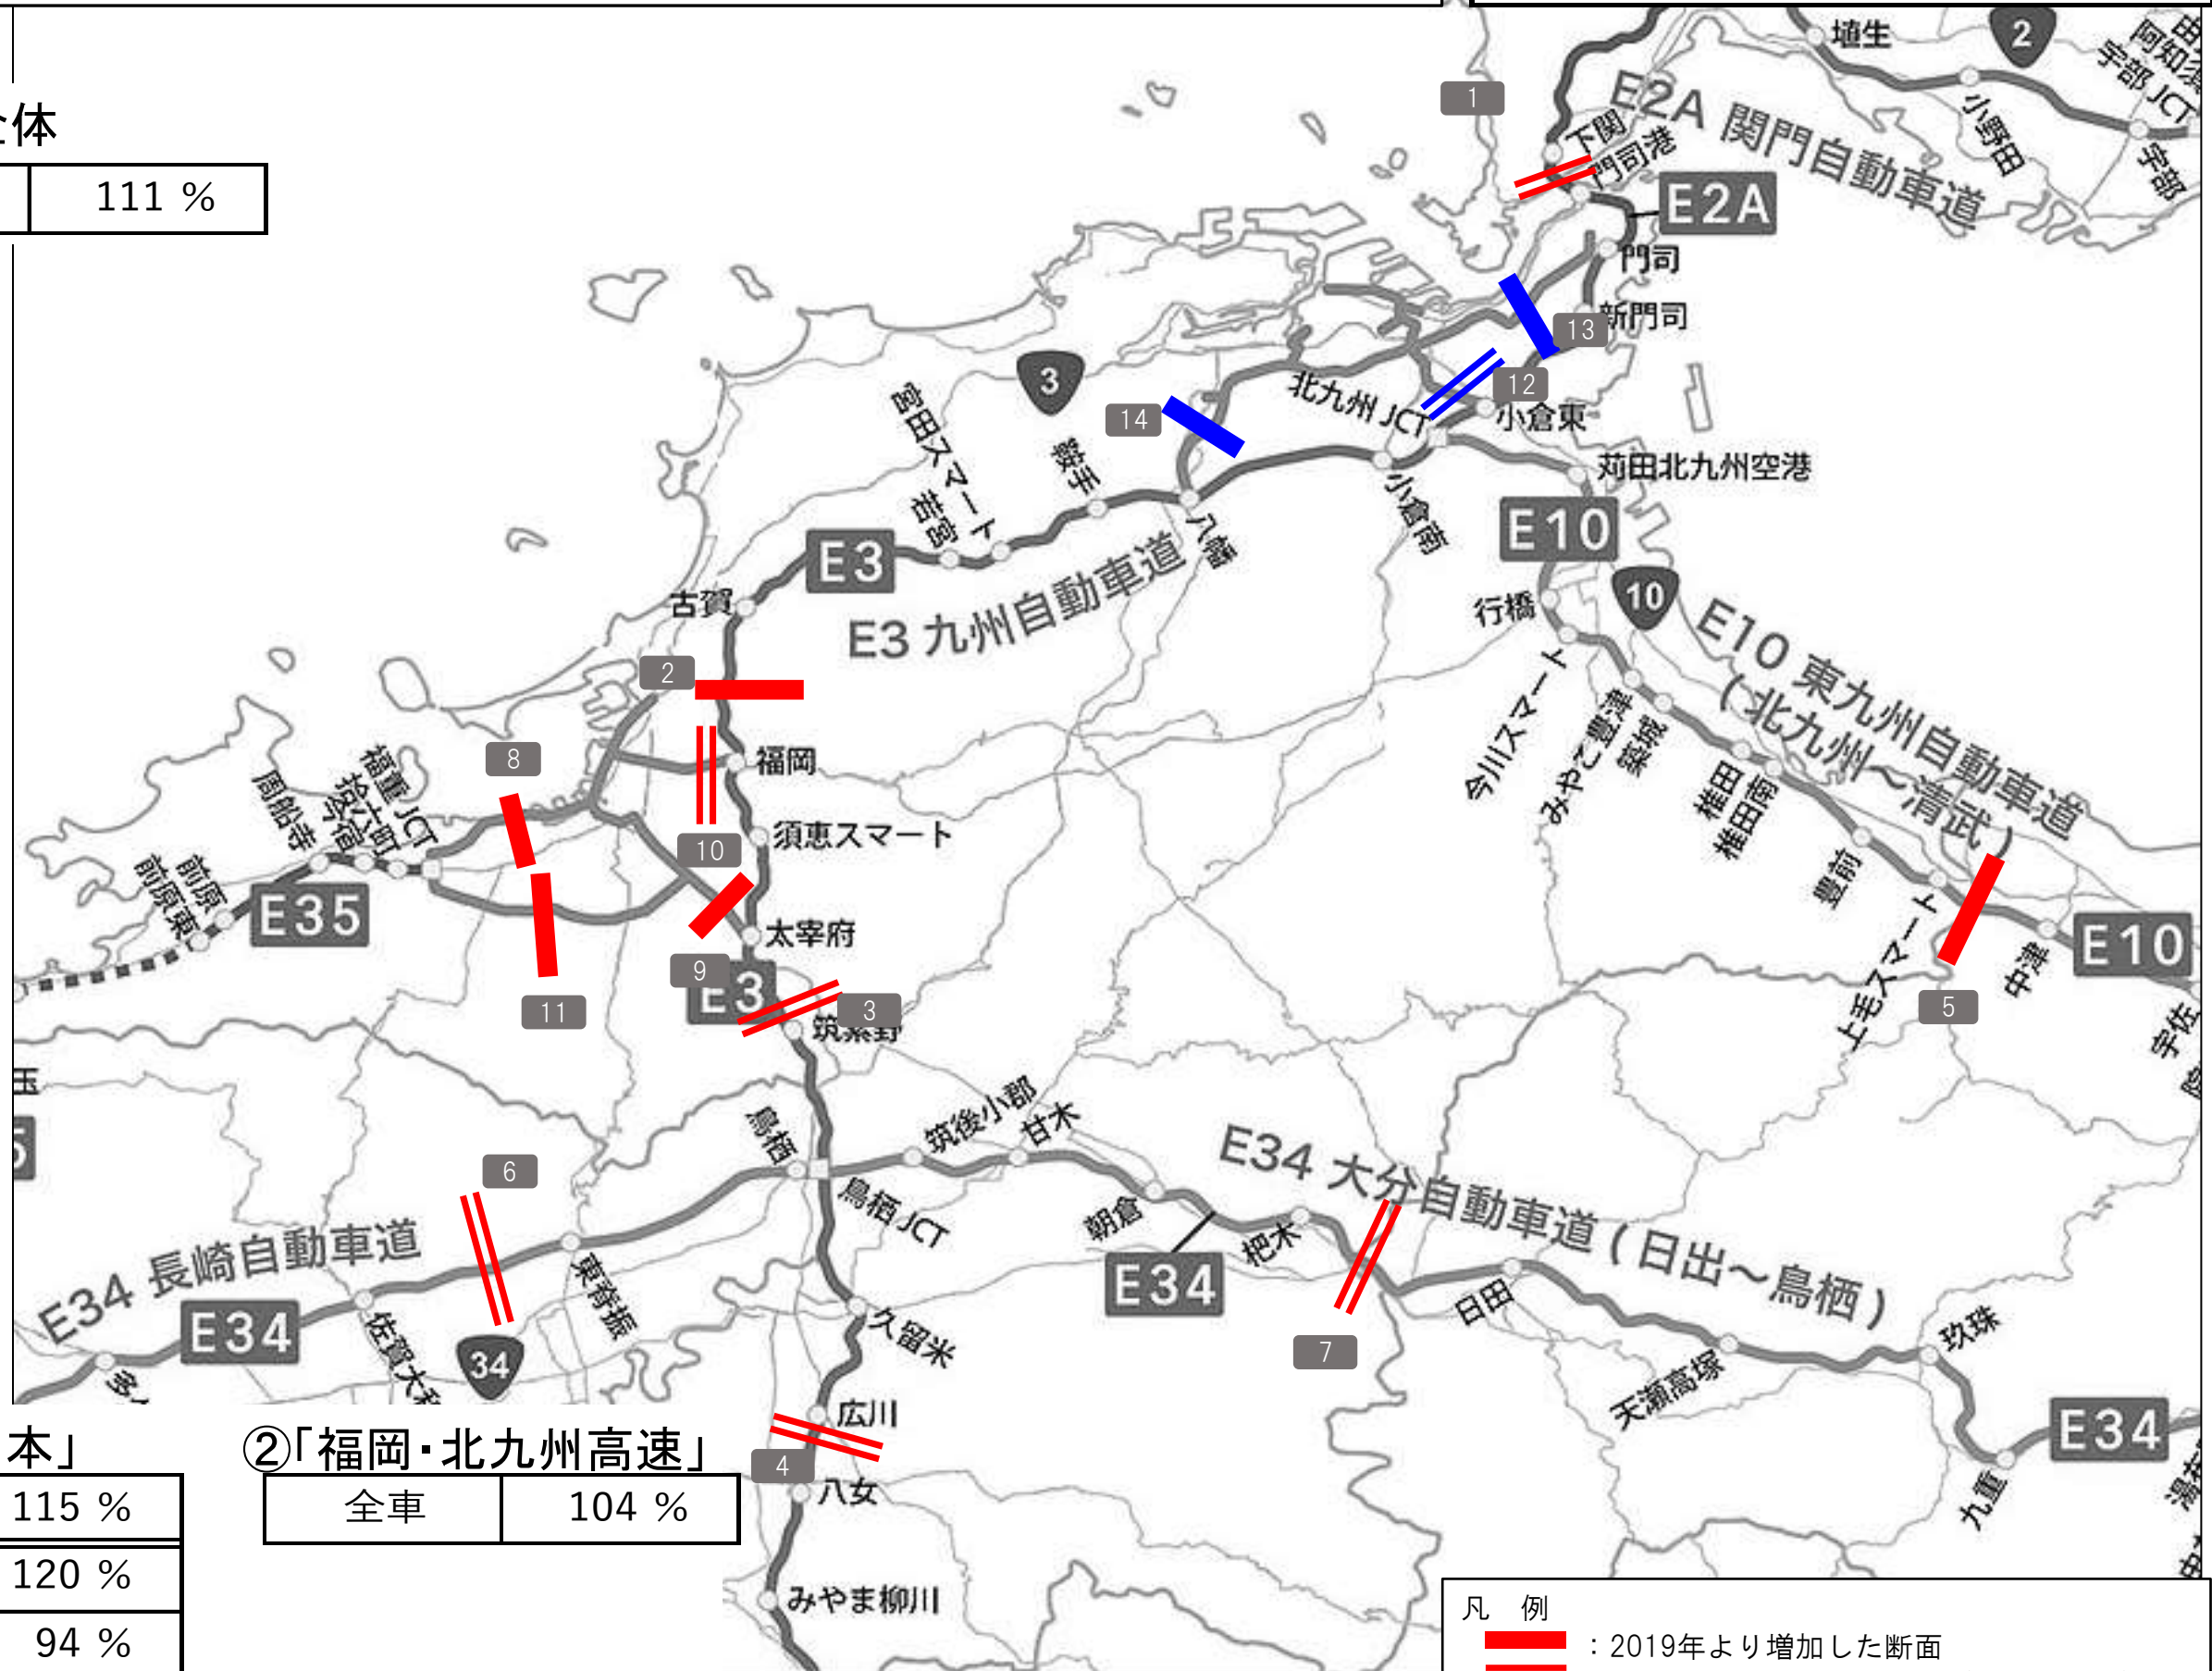 全体
111 %
1
埴生
2
宇部JCT
小野田
宇部
E2A 関門自動車道
下関
門司港
E2A
門司
新門司
13
12
3
14
北九州 JCT
小倉東
苅田北九州空港
小倉南
八幡
鞍手
宮田スマート
若宮
E3
E3 九州自動車道
古賀
E10
行橋
10
E10 東九州自動車道
(北九州～清武)
今川スマート
みやこ豊津
築城
椎田
椎田南
豊前
上毛スマート
中津
E10
宇佐
5
2
福岡
8
10
須恵スマート
福重 JCT
拾六町
今宿
周船寺
前原
前原東
E35
太宰府
9
E3
3
筑紫野
11
鳥栖
筑後小郡
甘木
鳥栖 JCT
朝倉
杷木
E34
E34 大分自動車道 (日出～鳥栖)
7
日田
天瀬高塚
玖珠
九重
E34
6
E34 長崎自動車道
E34
東脊振
佐賀大和
34
久留米
広川
4
八女
みやま柳川
本」
115 %
120 %
94 %
②「福岡・北九州高速」
全車
104 %
凡 例
：2019年より増加した断面